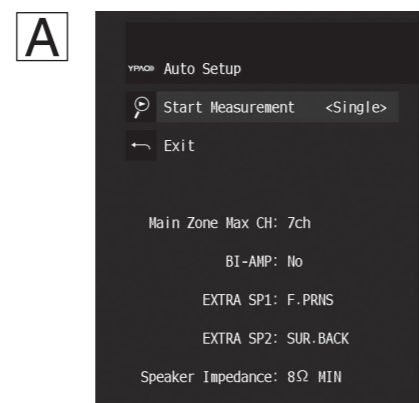 A
YPAO Auto Setup
Start Measurement <Single>
Exit
Main Zone Max CH: 7ch
BI-AMP: No
EXTRA SP1: F.PRNS
EXTRA SP2: SUR.BACK
Speaker Impedance: 8Ω MIN